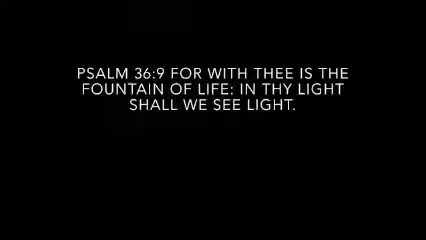 PSALM 36:9 FOR WITH THEE IS THE
FOUNTAIN OF LIFE: IN THY LIGHT
SHALL WE SEE LIGHT.